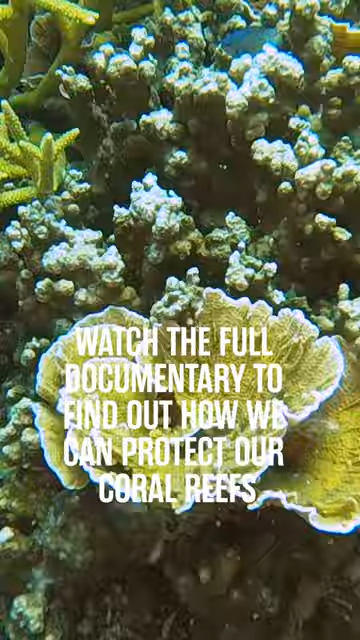 WATCH THE FULL
DOCUMENTARY TO
FIND OUT HOW WE
CAN PROTECT OUR
CORAL REEFS